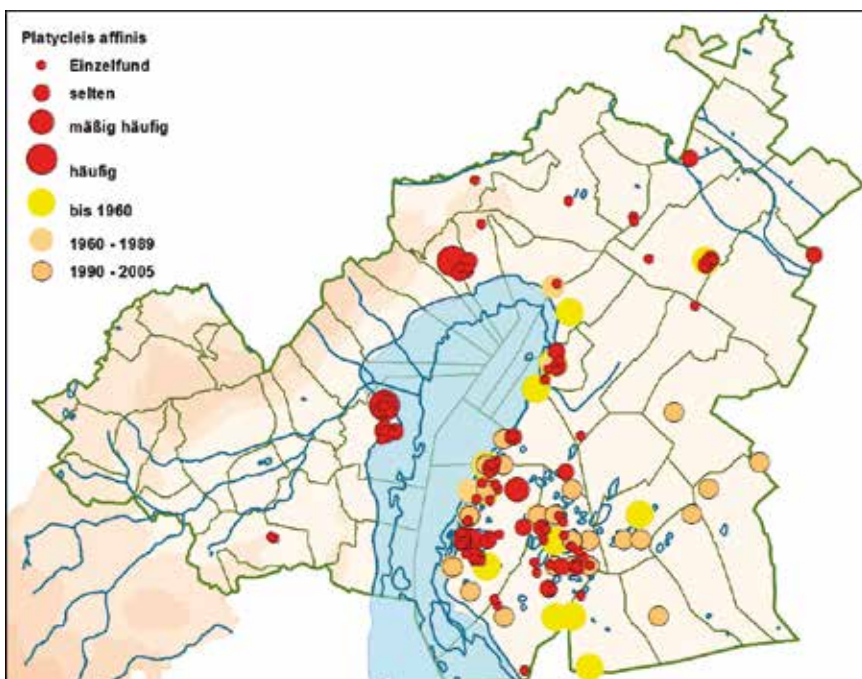 Platycleis affinis
Einzelfund
selten
mäßig häufig
häufig
bis 1960
1960 - 1989
1990 - 2005